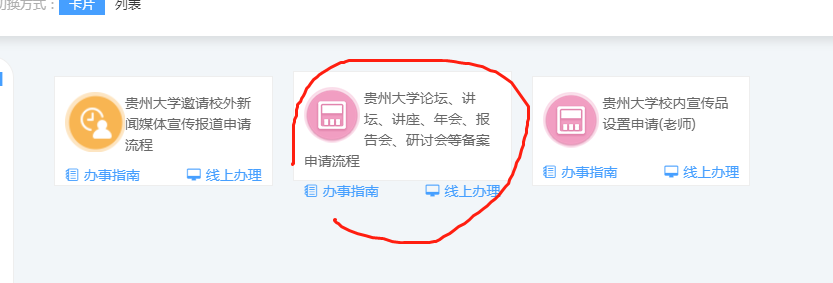 切换方式： 卡片 列表
贵州大学邀请校外新
闻媒体宣传报道申请
流程
办事指南 线上办理
贵州大学论坛、讲
坛、讲座、年会、报
告会、研讨会等备案
申请流程
办事指南 线上办理
贵州大学校内宣传品
设置申请(老师)
办事指南 线上办理